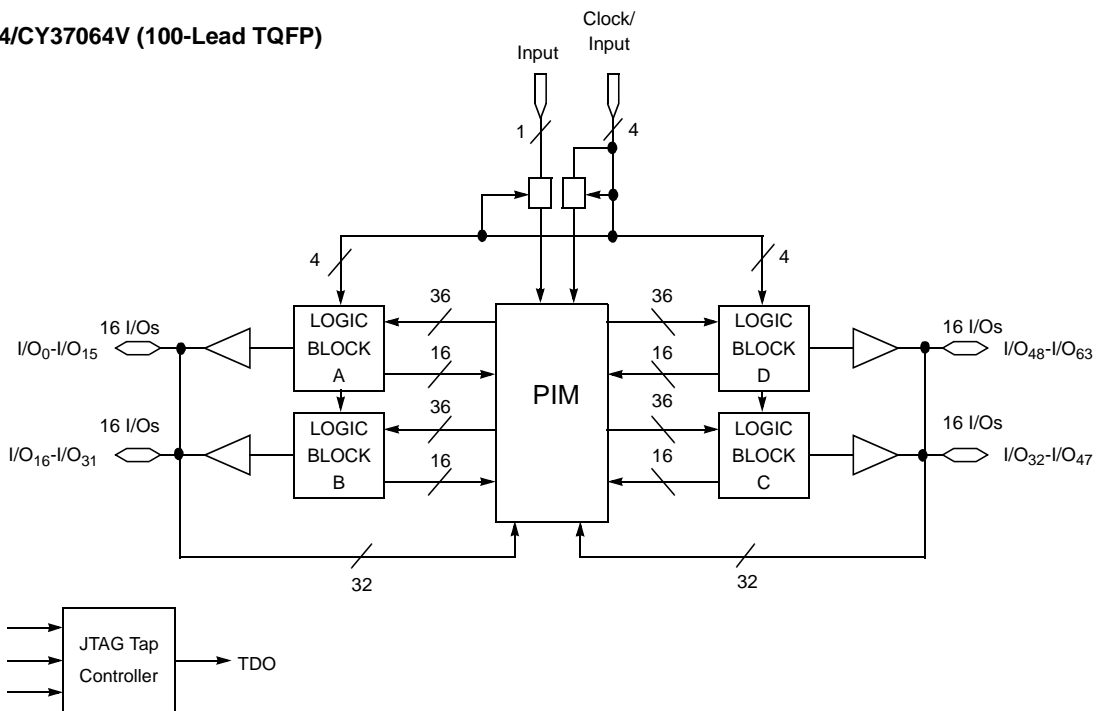 4/CY37064V (100-Lead TQFP)
Clock/
Input
Input
1
4
4
4
36
36
16 I/Os
LOGIC
BLOCK
A
LOGIC
BLOCK
D
16 I/Os
I/O0-I/O15
16
PIM
16
I/O48-I/O63
36
36
16 I/Os
LOGIC
BLOCK
B
LOGIC
BLOCK
C
16 I/Os
I/O16-I/O31
16
16
I/O32-I/O47
32
32
JTAG Tap
Controller
TDO